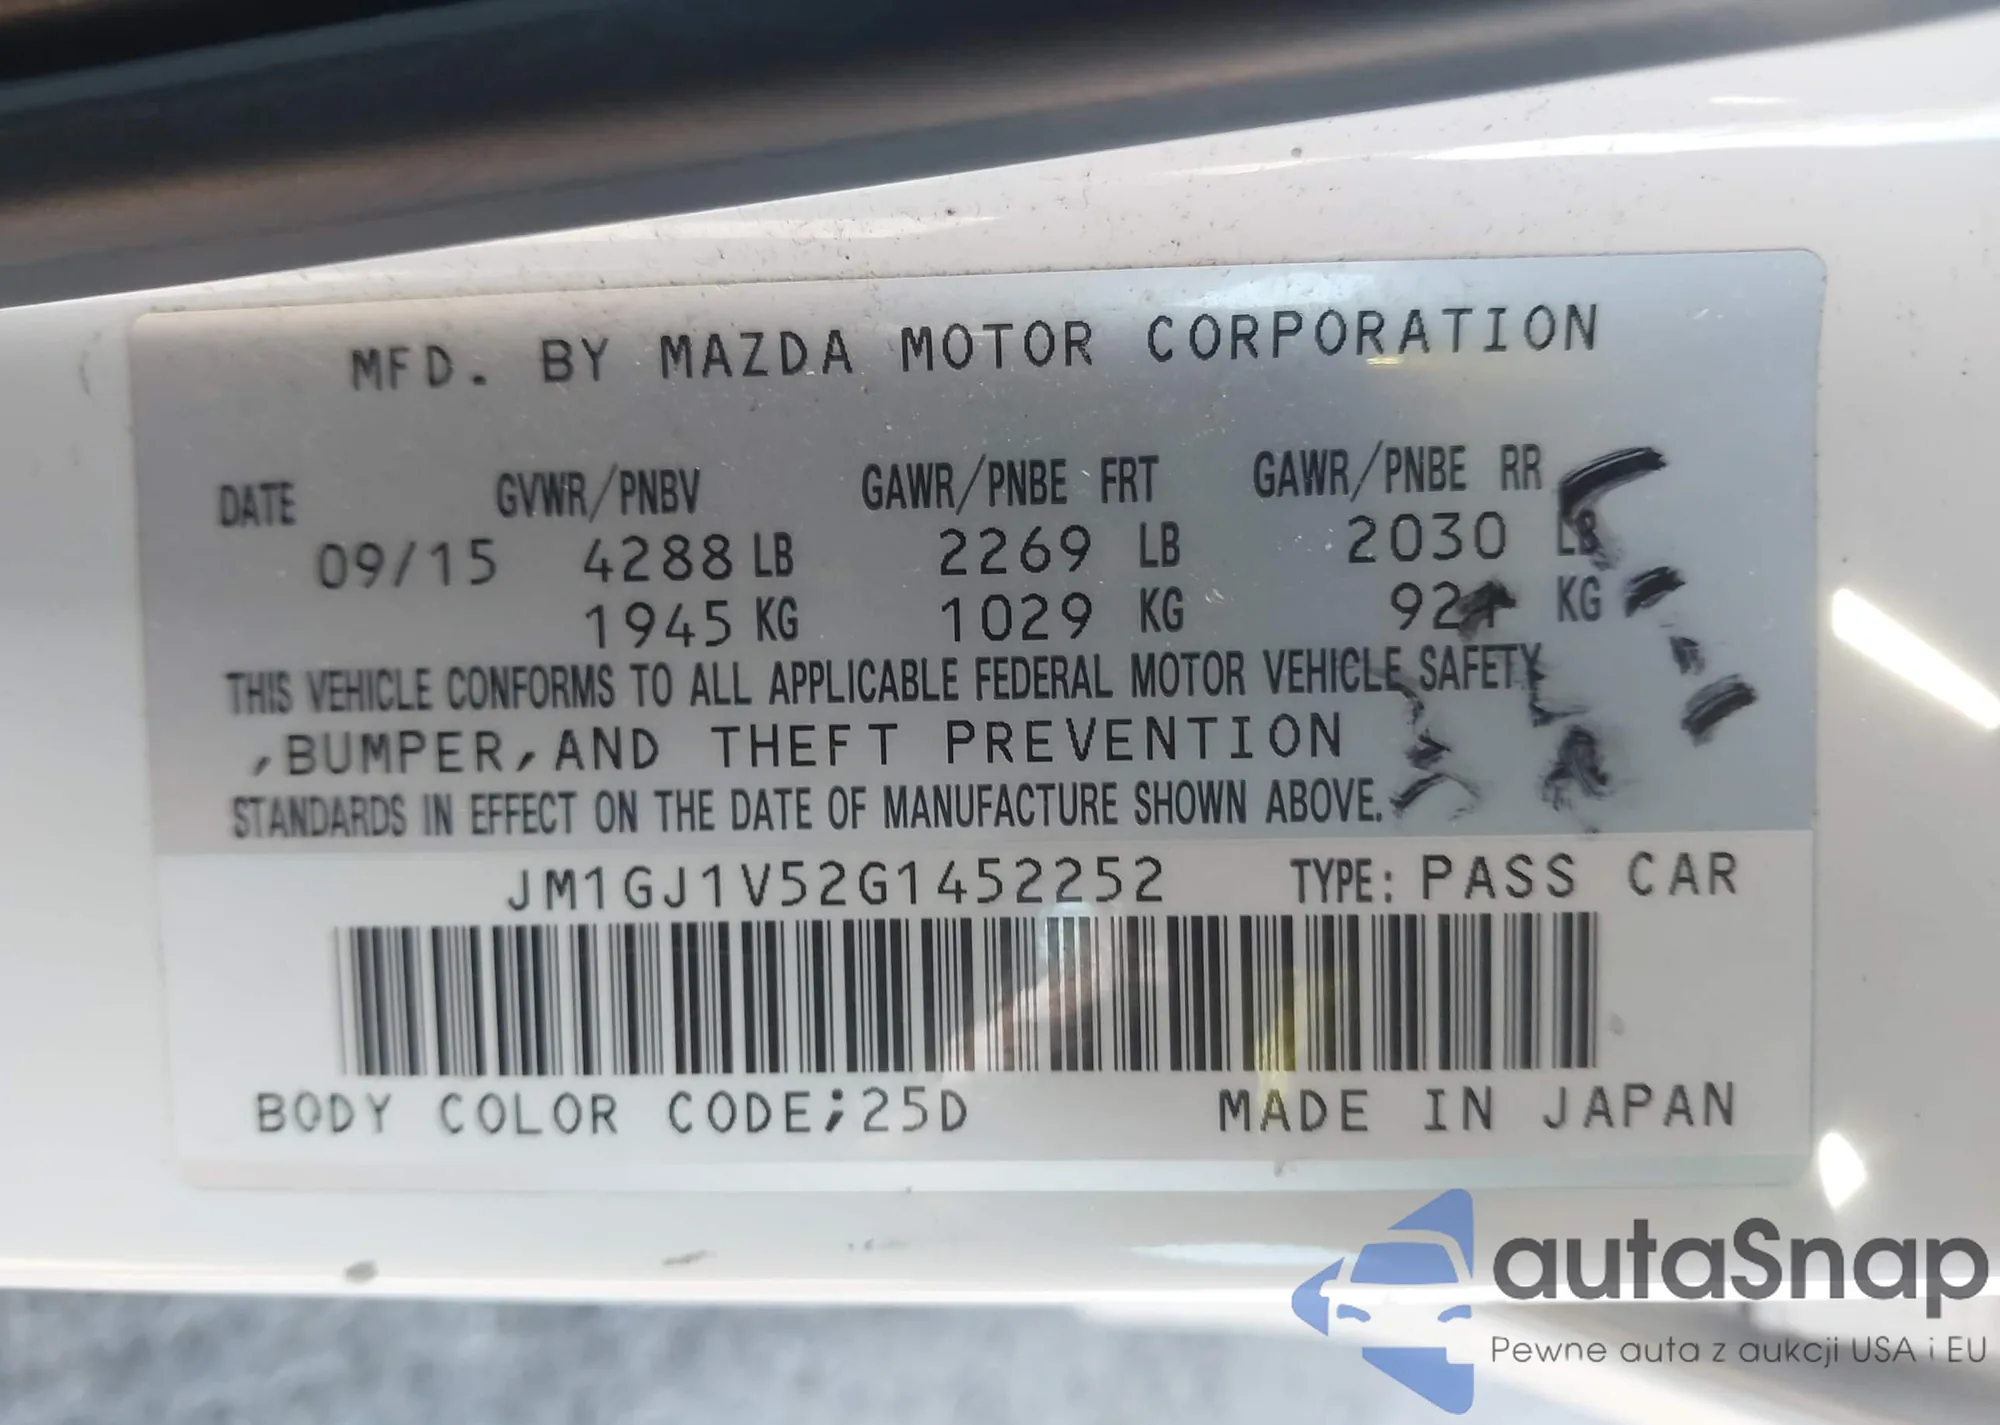 MFD. BY MAZDA MOTOR CORPORATION
DATE GVWR/PNBV GAWR/PNBE FRT GAWR/PNBE RR
09/15 4288 LB 2269 LB 2030 LB
1945 KG 1029 KG 921 KG
THIS VEHICLE CONFORMS TO ALL APPLICABLE FEDERAL MOTOR VEHICLE SAFETY
,BUMPER,AND THEFT PREVENTION
STANDARDS IN EFFECT ON THE DATE OF MANUFACTURE SHOWN ABOVE.
JM1GJ1V52G1452252 TYPE: PASS CAR
BODY COLOR CODE;25D MADE IN JAPAN
autaSnap
Pewne auta z aukcji USA i EU